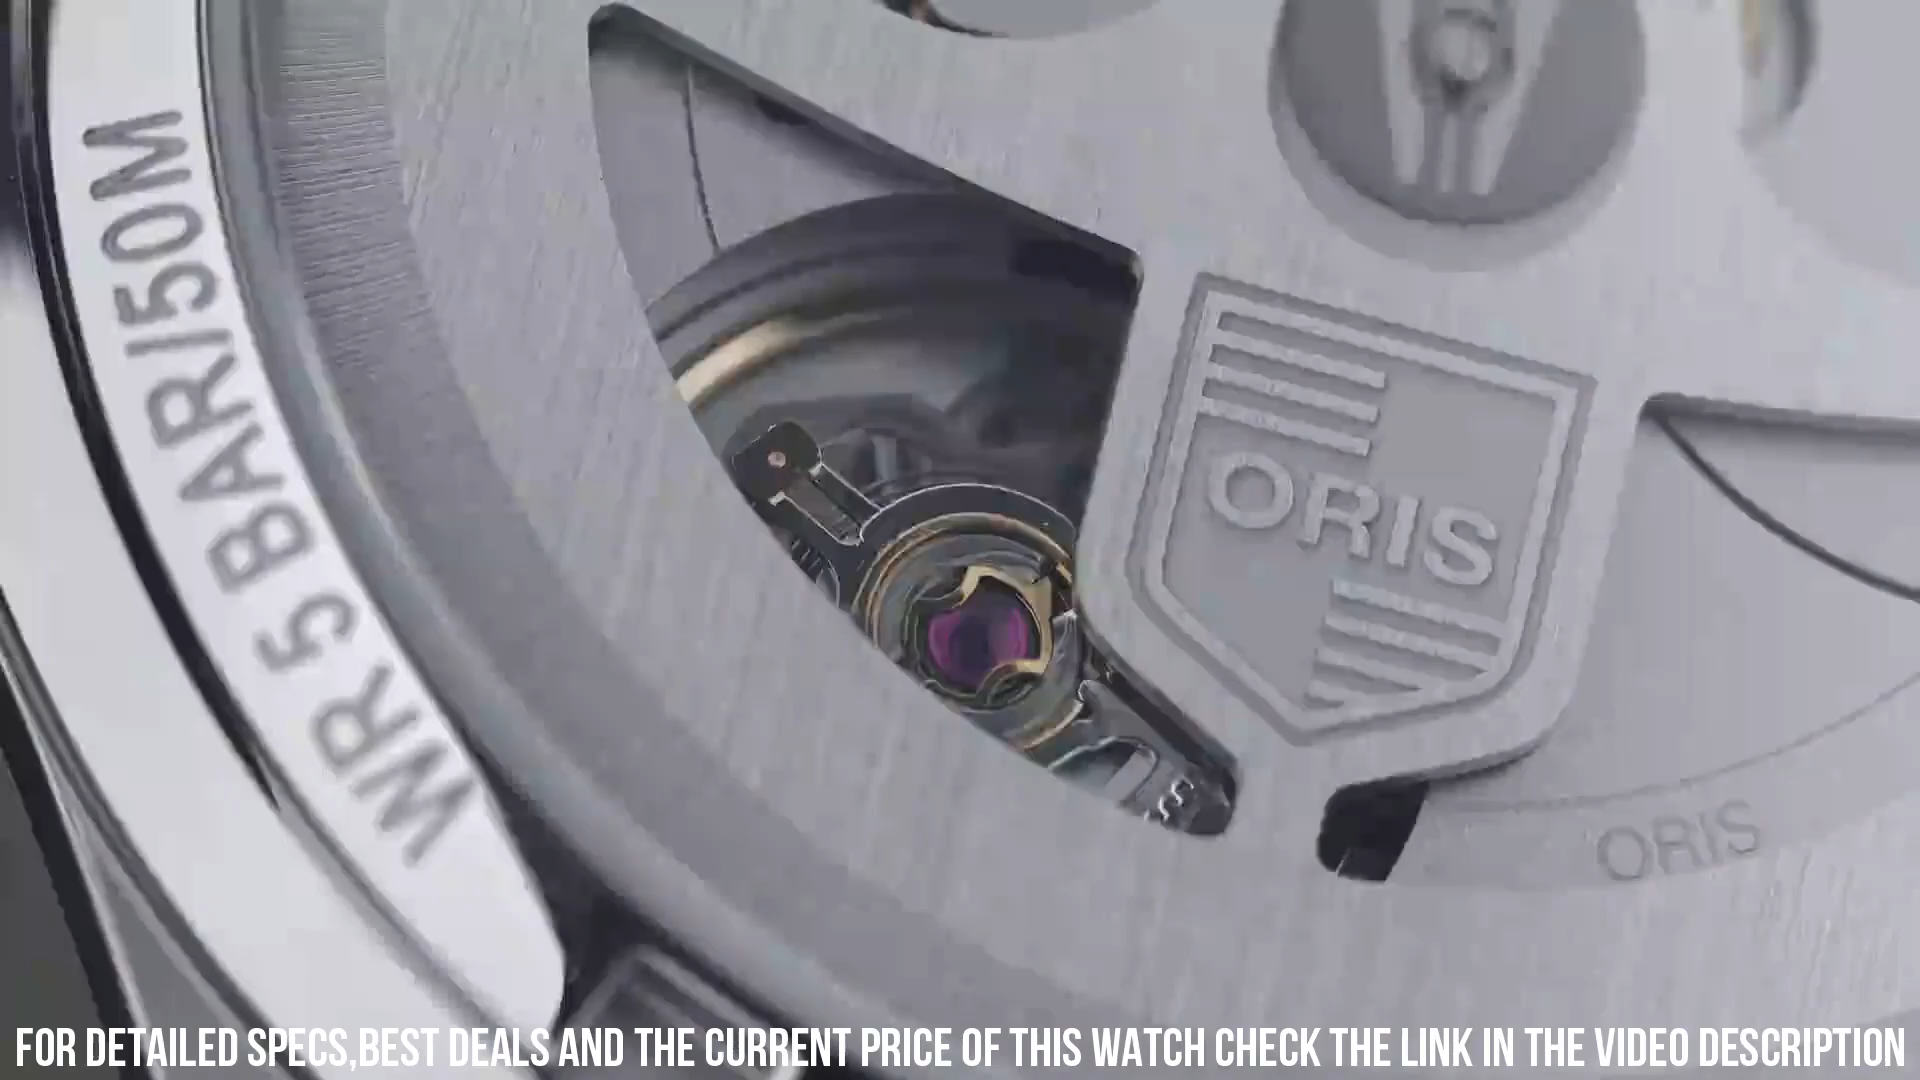 WR 5 BAR/50M
ORIS
ORIS
FOR DETAILED SPECS,BEST DEALS AND THE CURRENT PRICE OF THIS WATCH CHECK THE LINK IN THE VIDEO DESCRIPTION